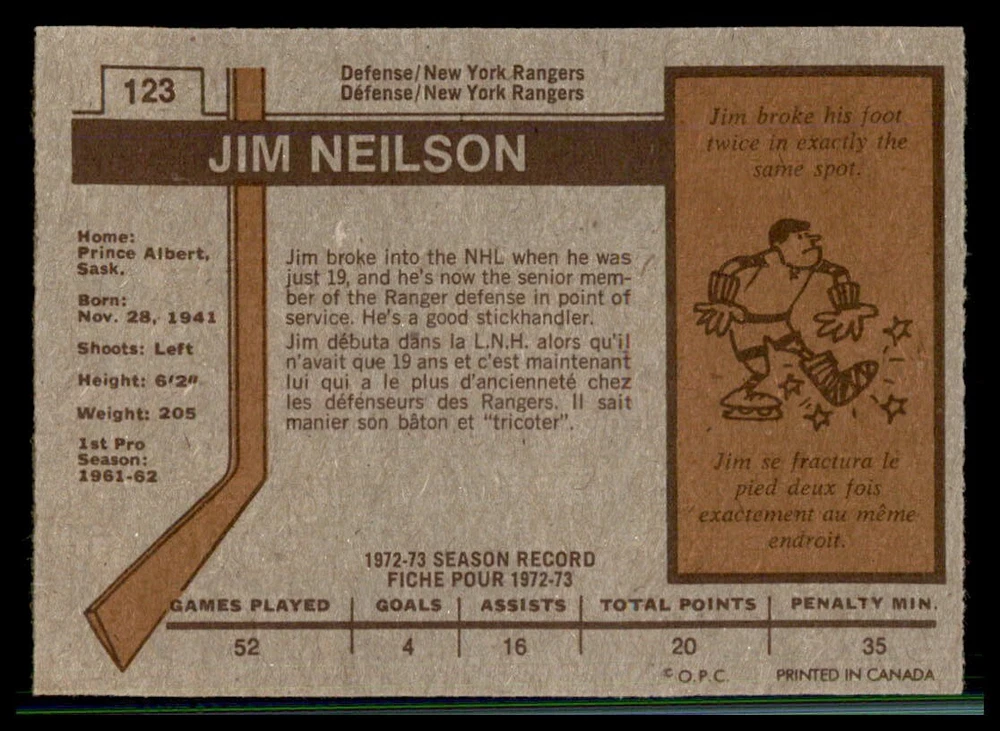 123
Defense/New York Rangers
Défense/New York Rangers
JIM NEILSON
Home:
Prince Albert,
Sask.
Born:
Nov. 28, 1941
Shoots: Left
Height: 6'2"
Weight: 205
1st Pro
Season:
1961-62
Jim broke into the NHL when he was
just 19, and he's now the senior mem-
ber of the Ranger defense in point of
service. He's a good stickhandler.
Jim débuta dans la L.N.H. alors qu'il
n'avait que 19 ans et c'est maintenant
lui qui a le plus d'ancienneté chez
les défenseurs des Rangers. Il sait
manier son bâton et "tricoter".
Jim broke his foot
twice in exactly the
same spot.
Jim se fractura le
pied deux fois
exactement au même
endroit.
1972-73 SEASON RECORD
FICHE POUR 1972-73
GAMES PLAYED GOALS ASSISTS TOTAL POINTS PENALTY MIN.
52 4 16 20 35
© O.P.C. PRINTED IN CANADA